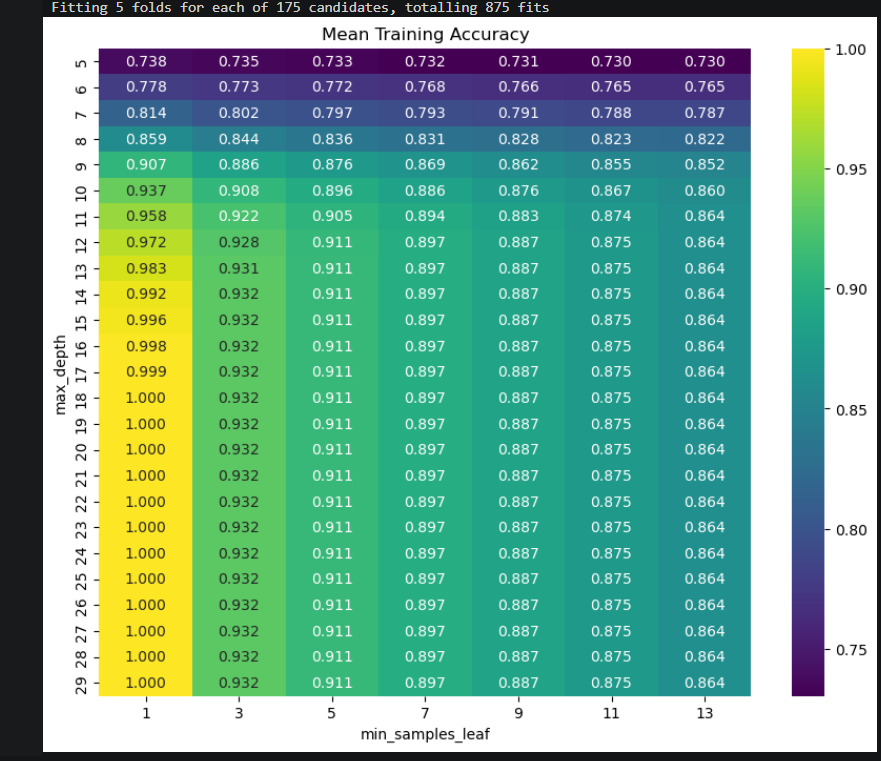 Fitting 5 folds for each of 175 candidates, totalling 875 fits
Mean Training Accuracy
5 0.738 0.735 0.733 0.732 0.731 0.730 0.730
6 0.778 0.773 0.772 0.768 0.766 0.765 0.765
7 0.814 0.802 0.797 0.793 0.791 0.788 0.787
8 0.859 0.844 0.836 0.831 0.828 0.823 0.822
9 0.907 0.886 0.876 0.869 0.862 0.855 0.852
10 0.937 0.908 0.896 0.886 0.876 0.867 0.860
11 0.958 0.922 0.905 0.894 0.883 0.874 0.864
12 0.972 0.928 0.911 0.897 0.887 0.875 0.864
13 0.983 0.931 0.911 0.897 0.887 0.875 0.864
14 0.992 0.932 0.911 0.897 0.887 0.875 0.864
15 0.996 0.932 0.911 0.897 0.887 0.875 0.864
16 0.998 0.932 0.911 0.897 0.887 0.875 0.864
17 0.999 0.932 0.911 0.897 0.887 0.875 0.864
18 1.000 0.932 0.911 0.897 0.887 0.875 0.864
19 1.000 0.932 0.911 0.897 0.887 0.875 0.864
20 1.000 0.932 0.911 0.897 0.887 0.875 0.864
21 1.000 0.932 0.911 0.897 0.887 0.875 0.864
22 1.000 0.932 0.911 0.897 0.887 0.875 0.864
23 1.000 0.932 0.911 0.897 0.887 0.875 0.864
24 1.000 0.932 0.911 0.897 0.887 0.875 0.864
25 1.000 0.932 0.911 0.897 0.887 0.875 0.864
26 1.000 0.932 0.911 0.897 0.887 0.875 0.864
27 1.000 0.932 0.911 0.897 0.887 0.875 0.864
28 1.000 0.932 0.911 0.897 0.887 0.875 0.864
29 1.000 0.932 0.911 0.897 0.887 0.875 0.864
1 3 5 7 9 11 13
min_samples_leaf
max_depth
1.00
0.95
0.90
0.85
0.80
0.75